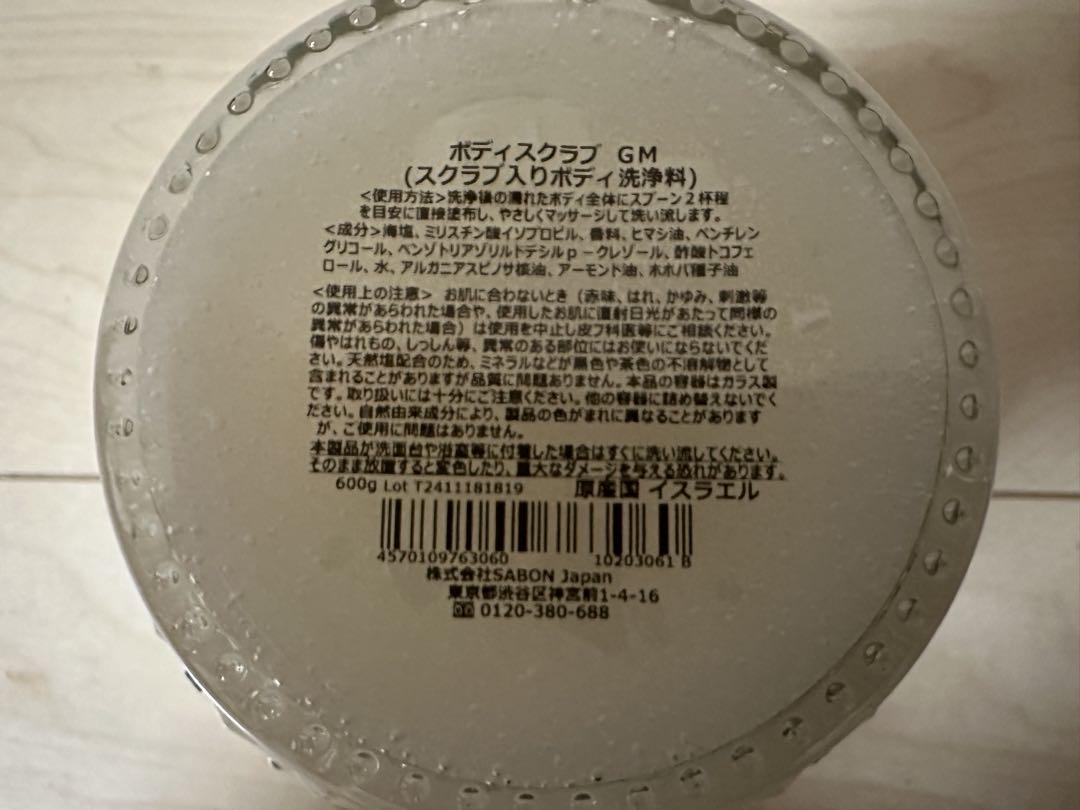 ボディスクラブ GM
(スクラブ入りボディ洗浄料)
<使用方法>洗浄後の濡れたボディ全体にスプーン2杯程
を目安に直接塗布し、やさしくマッサージして洗い流します。
<成分>海塩、ミリスチン酸イソプロピル、香料、ヒマシ油、ペンチレン
グリコール、ベンゾトリアゾリルドデシルp-クレゾール、酢酸トコフェ
ロール、水、アルガニアスピノサ核油、アーモンド油、ホホバ種子油
<使用上の注意> お肌に合わないとき(赤味、はれ、かゆみ、刺激等
の異常があらわれた場合や、使用したお肌に直射日光があたって同様の
異常があらわれた場合)は使用を中止し皮フ科医等にご相談ください。
傷やはれもの、しっしん等、異常のある部位にはお使いにならないでくだ
さい。天然塩配合のため、ミネラルなどが黒色や茶色の不溶解物として
含まれることがありますが品質に問題ありません。本品の容器はガラス製
です。取り扱いには十分にご注意ください。他の容器に詰め替えないでく
ださい。自然由来成分により、製品の色がまれに異なることがあります
が、ご使用に問題はありません。
本製品が洗面台や浴室等に付着した場合はすぐに洗い流してください。
そのまま放置すると変色したり、重大なダメージを与える恐れがあります。
600g Lot T2411181819 原産国 イスラエル
4570109763060 10203061 B
株式会社SABON Japan
東京都渋谷区神宮前1-4-16
0120-380-688